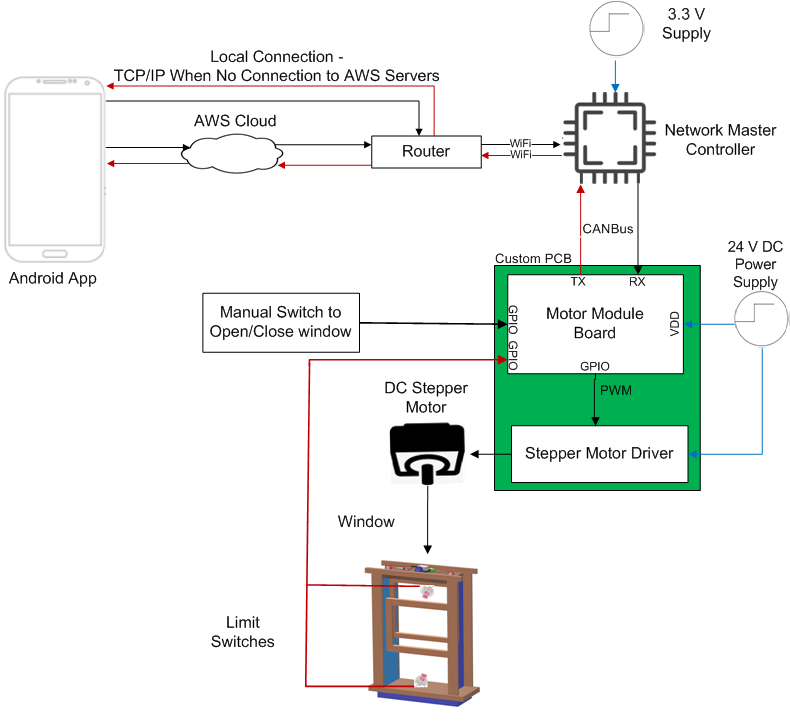 3.3 V
Supply
Local Connection -
TCP/IP When No Connection to AWS Servers
AWS Cloud
Router
WiFi
WiFi
Network Master
Controller
Android App
CANBus
Custom PCB
TX
RX
24 V DC
Power
Supply
Manual Switch to
Open/Close window
GPIO
GPIO
Motor Module
Board
VDD
GPIO
PWM
DC Stepper
Motor
Stepper Motor Driver
Window
Limit
Switches